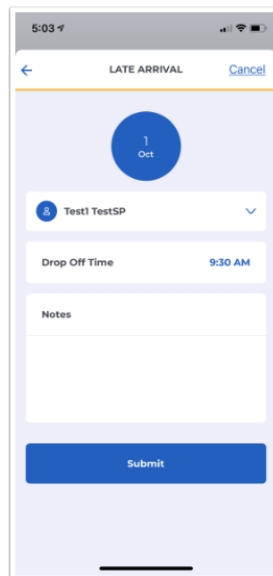 5:03
LATE ARRIVAL Cancel
1
Oct
Test1 TestSP
Drop Off Time 9:30 AM
Notes
Submit